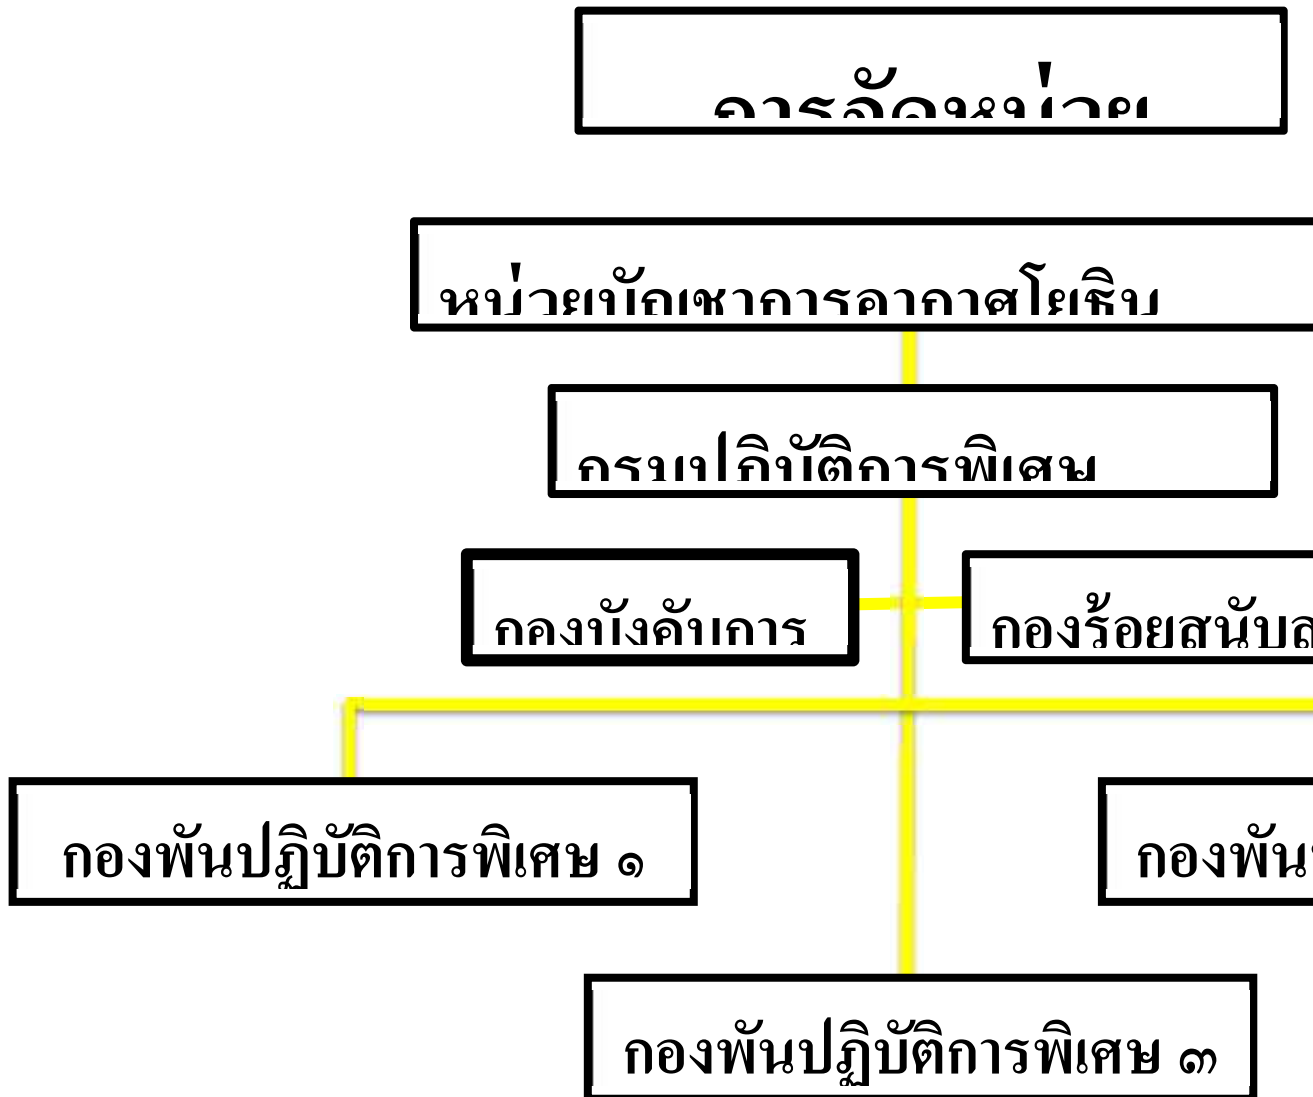 การจัดหน่วย
หน่วยบัญชาการอากาศโยธิน
กรมปฏิบัติการพิเศษ
กองบังคับการ
กองร้อยสนับส
กองพันปฏิบัติการพิเศษ ๑
กองพัน
กองพันปฏิบัติการพิเศษ ๓